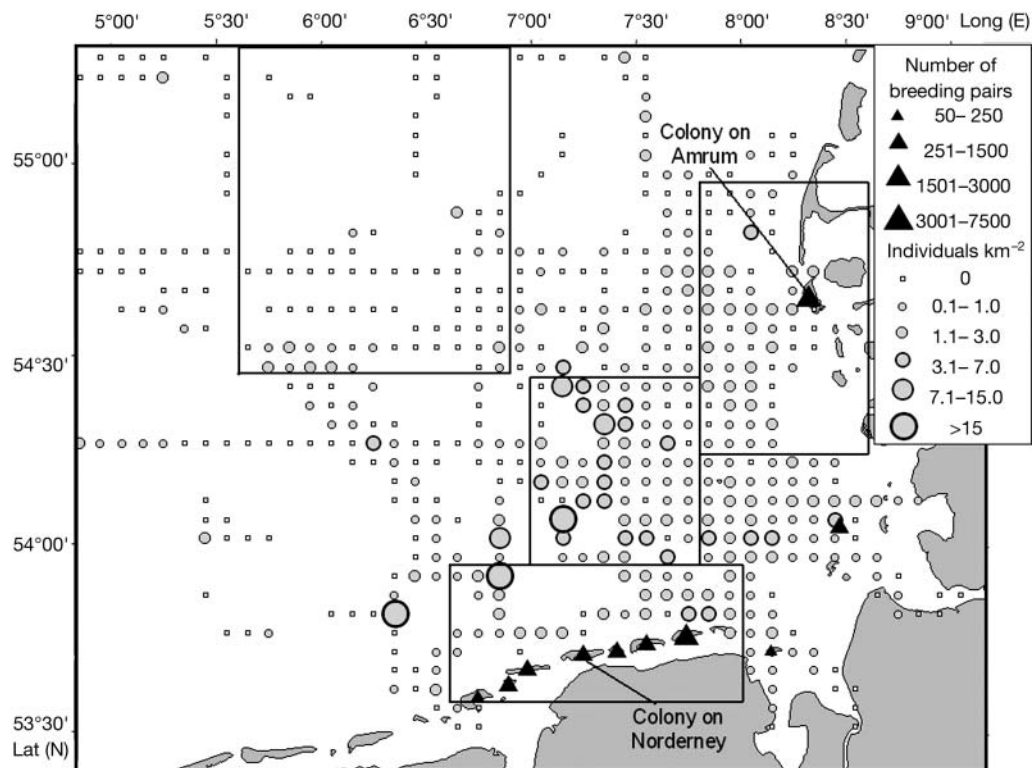 5°00' 5°30' 6°00' 6°30' 7°00' 7°30' 8°00' 8°30' 9°00' Long (E)
Number of
breeding pairs
50–250
251–1500
1501–3000
3001–7500
Individuals km⁻²
0
0.1–1.0
1.1–3.0
3.1–7.0
7.1–15.0
>15
Colony on
Amrum
55°00'
54°30'
54°00'
53°30'
Lat (N)
Colony on
Norderney